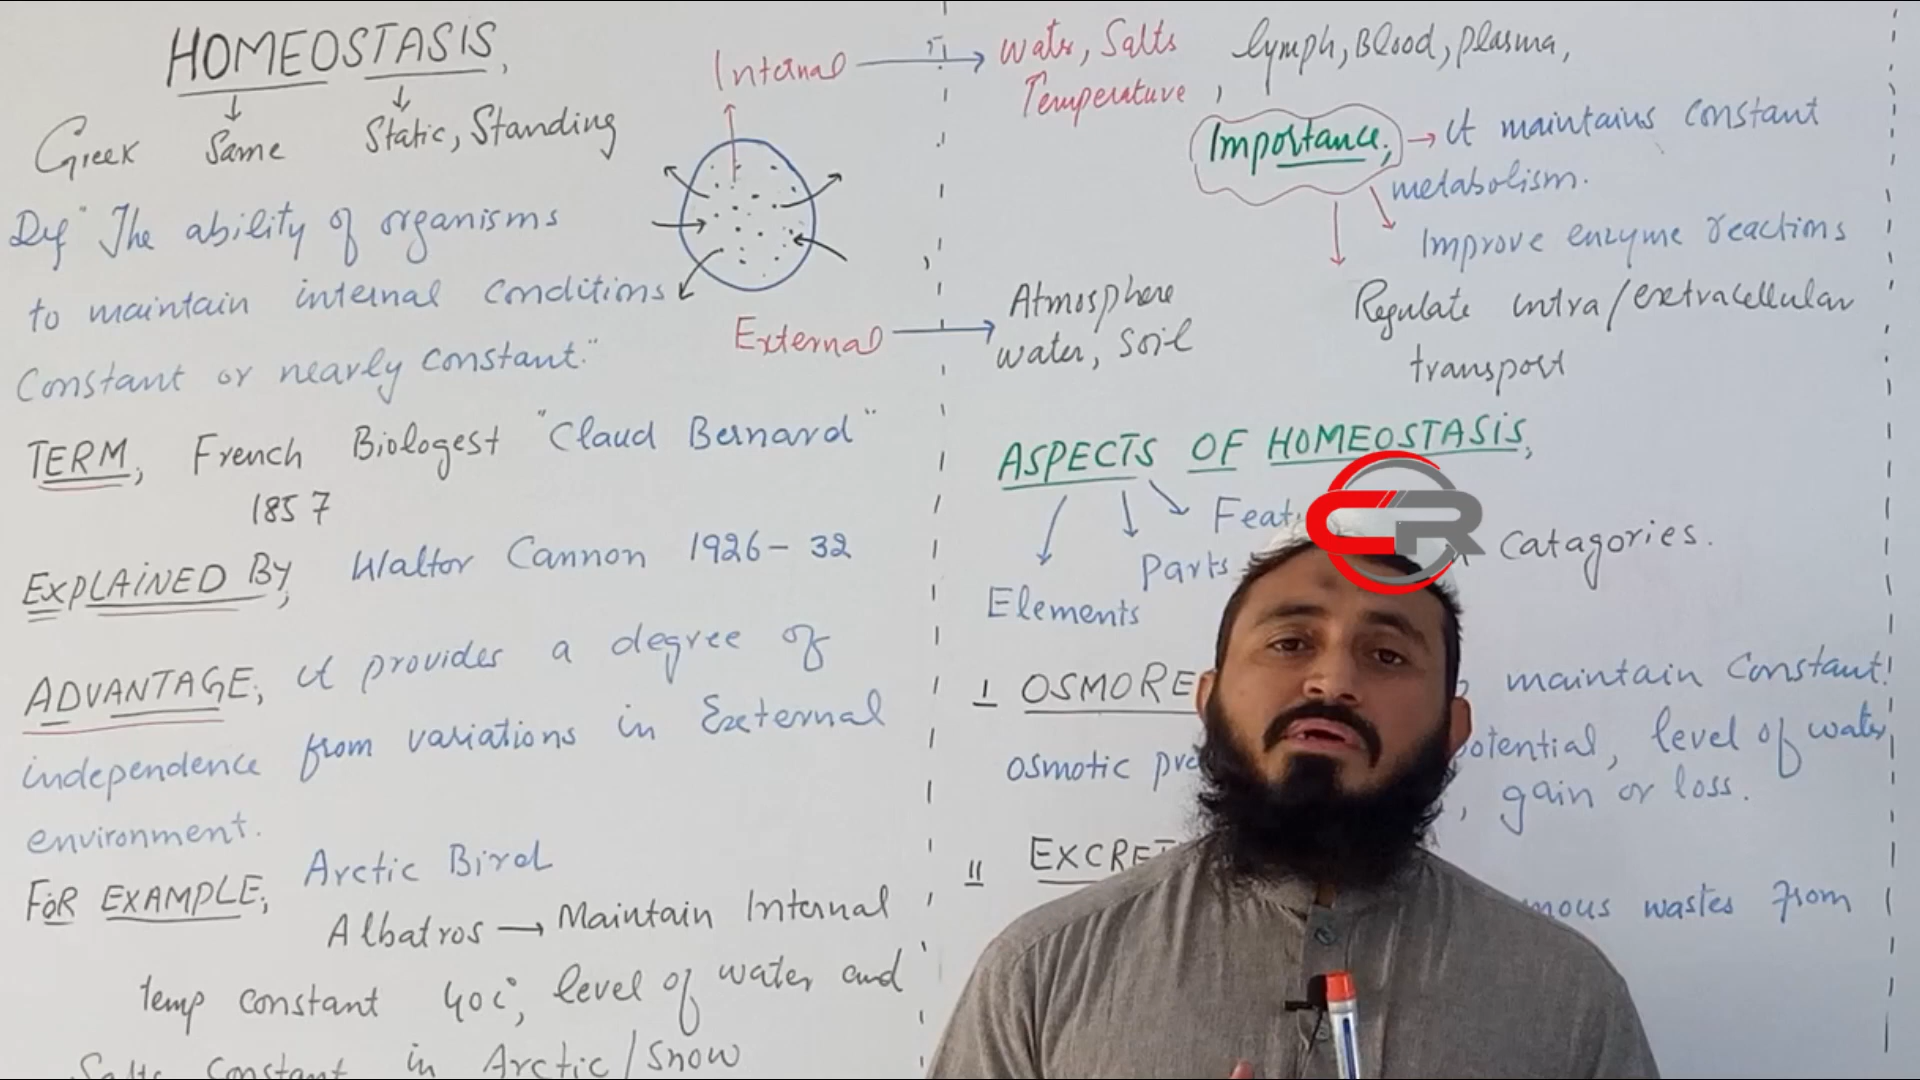 HOMEOSTASIS,
Greek Same Static, Standing
Def "The ability of organisms
to maintain internal conditions
Constant or nearly constant."
TERM, French Biologest "Claud Bernard"
1857
EXPLAINED By, Waltor Cannon 1926-32
ADVANTAGE, it provides a degree of
independence from variations in External
environment.
FOR EXAMPLE, Arctic Bird
Albatros → Maintain Internal
temp constant 40c°, level of water and
Salts constant in Arctic/Snow
Internal → water, Salts
Temperature, lymph, Blood, plasma,
External → Atmosphere
water, Soil
Importance, → it maintains constant
metabolism.
Improve enzyme reactions
Regulate intra/extracellular
transport
ASPECTS OF HOMEOSTASIS,
Elements Parts Catagories.
CR
I maintain Constant
osmotic potential, level of water
, gain or loss.
II
wastes from